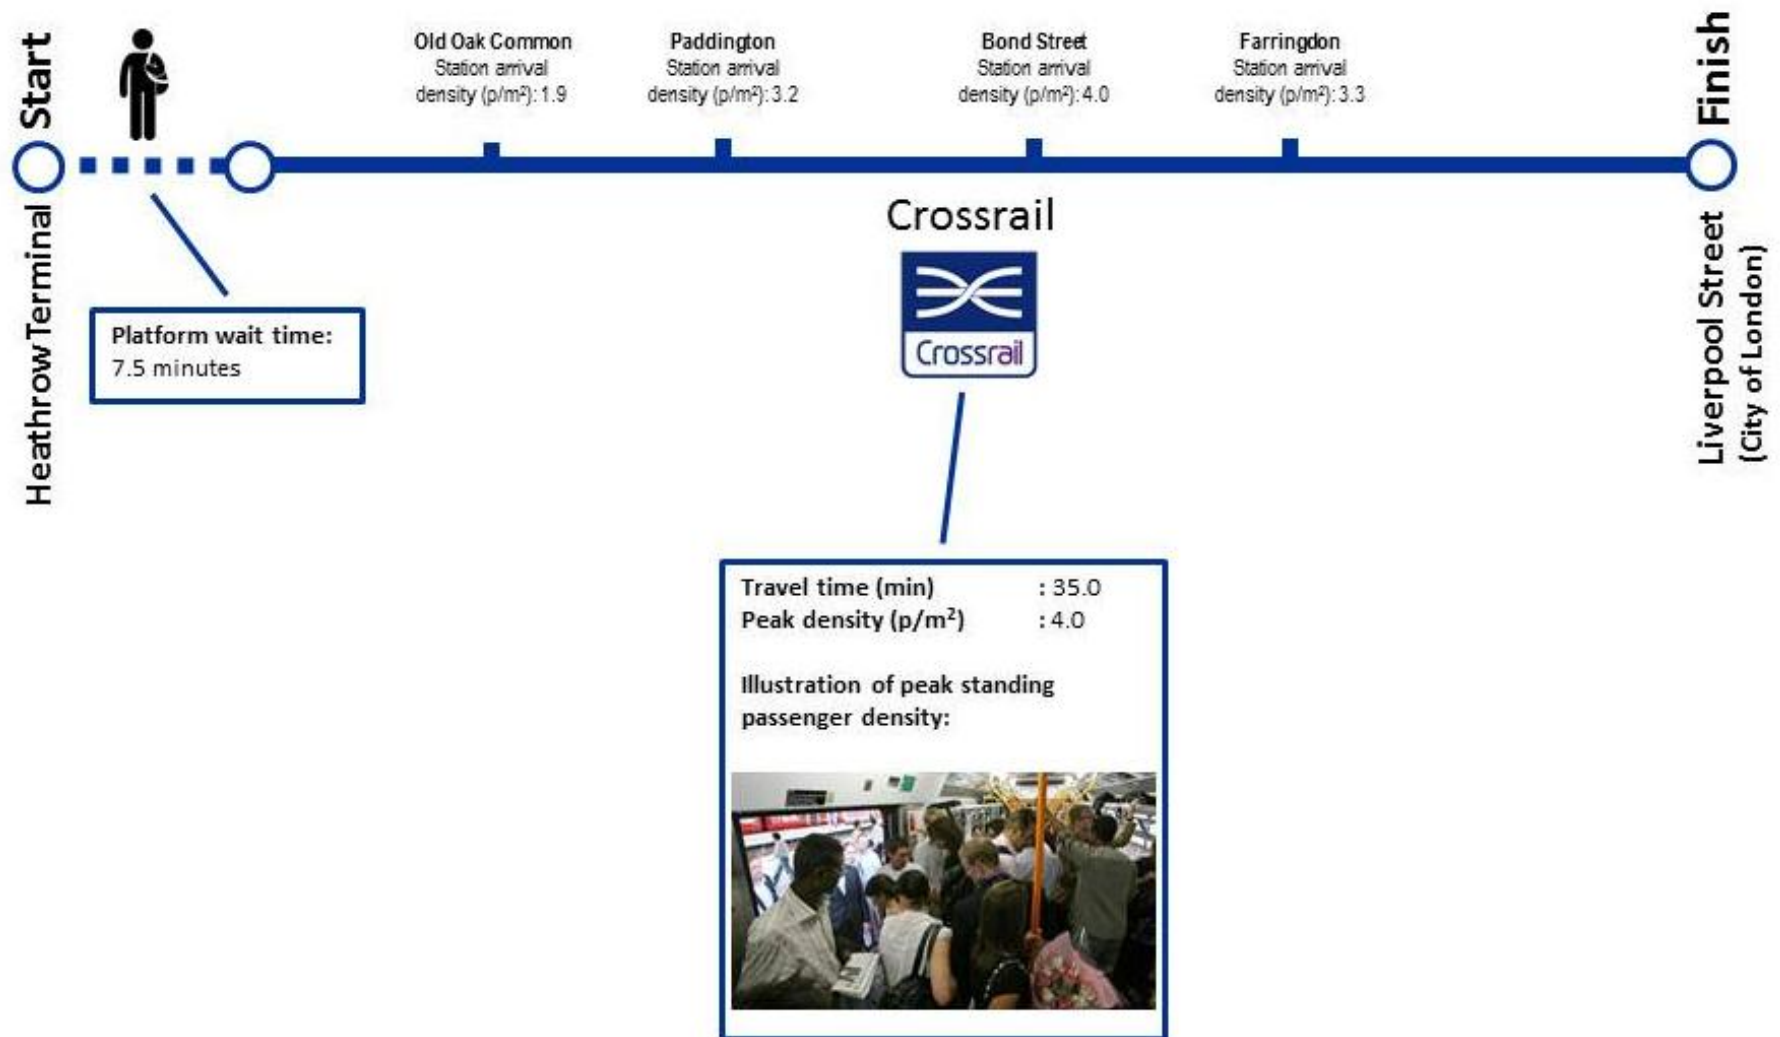 Start
Heathrow Terminal
Old Oak Common
Station arrival
density (p/m²): 1.9
Paddington
Station arrival
density (p/m²): 3.2
Bond Street
Station arrival
density (p/m²): 4.0
Farringdon
Station arrival
density (p/m²): 3.3
Finish
Liverpool Street
(City of London)
Platform wait time:
7.5 minutes
Crossrail
Crossrail
Travel time (min) : 35.0
Peak density (p/m²) : 4.0
Illustration of peak standing
passenger density: